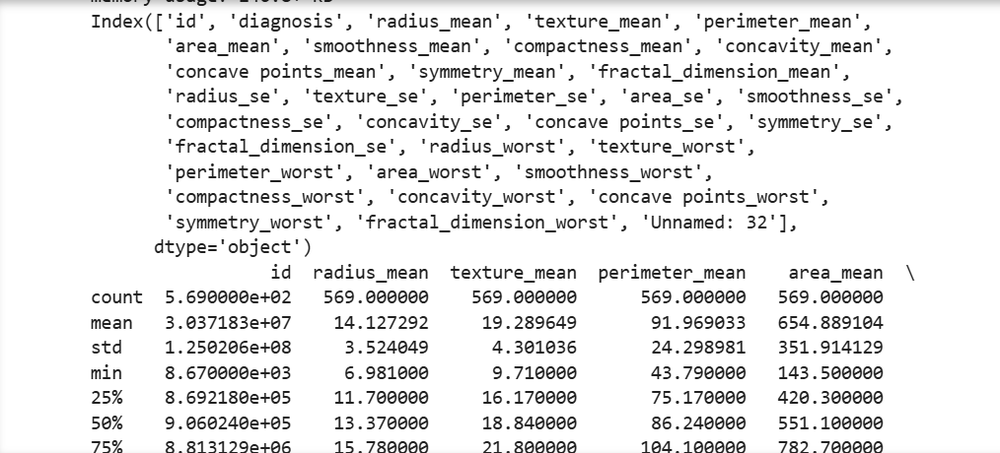 Index(['id', 'diagnosis', 'radius_mean', 'texture_mean', 'perimeter_mean',
'area_mean', 'smoothness_mean', 'compactness_mean', 'concavity_mean',
'concave points_mean', 'symmetry_mean', 'fractal_dimension_mean',
'radius_se', 'texture_se', 'perimeter_se', 'area_se', 'smoothness_se',
'compactness_se', 'concavity_se', 'concave points_se', 'symmetry_se',
'fractal_dimension_se', 'radius_worst', 'texture_worst',
'perimeter_worst', 'area_worst', 'smoothness_worst',
'compactness_worst', 'concavity_worst', 'concave points_worst',
'symmetry_worst', 'fractal_dimension_worst', 'Unnamed: 32'],
dtype='object')
id radius_mean texture_mean perimeter_mean area_mean \
count 5.690000e+02 569.000000 569.000000 569.000000 569.000000
mean 3.037183e+07 14.127292 19.289649 91.969033 654.889104
std 1.250206e+08 3.524049 4.301036 24.298981 351.914129
min 8.670000e+03 6.981000 9.710000 43.790000 143.500000
25% 8.692180e+05 11.700000 16.170000 75.170000 420.300000
50% 9.060240e+05 13.370000 18.840000 86.240000 551.100000
75% 8.813129e+06 15.780000 21.800000 104.100000 782.700000